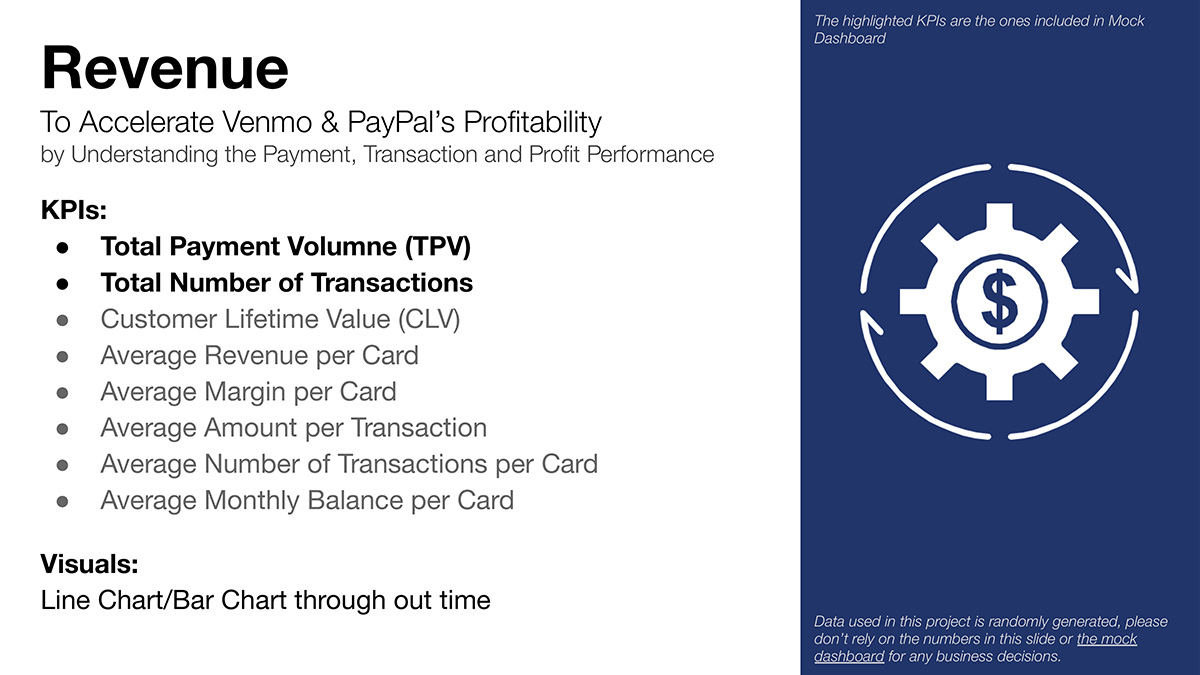 Revenue
To Accelerate Venmo & PayPal’s Profitability
by Understanding the Payment, Transaction and Profit Performance
KPIs:
● Total Payment Volumne (TPV)
● Total Number of Transactions
● Customer Lifetime Value (CLV)
● Average Revenue per Card
● Average Margin per Card
● Average Amount per Transaction
● Average Number of Transactions per Card
● Average Monthly Balance per Card
Visuals:
Line Chart/Bar Chart through out time
The highlighted KPIs are the ones included in Mock
Dashboard
$
Data used in this project is randomly generated, please
don’t rely on the numbers in this slide or the mock
dashboard for any business decisions.